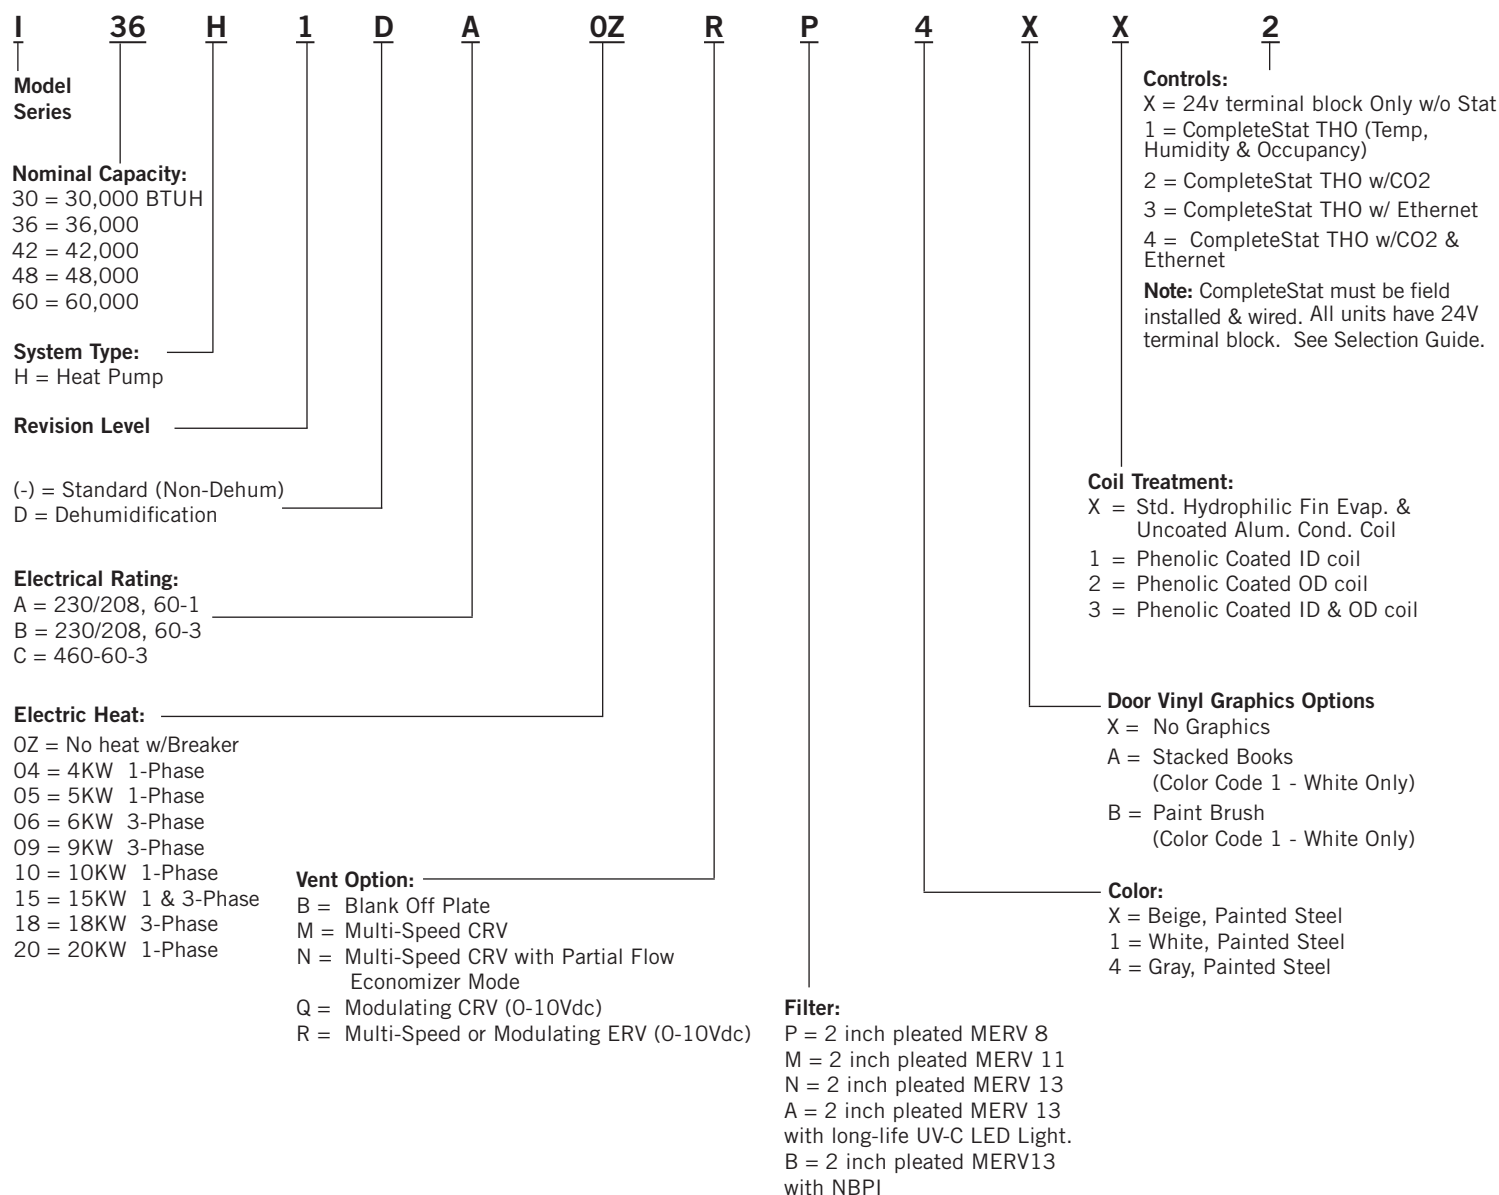 I 36 H 1 D A 0Z R P 4 X X 2
Model
Series
Nominal Capacity:
30 = 30,000 BTUH
36 = 36,000
42 = 42,000
48 = 48,000
60 = 60,000
System Type:
H = Heat Pump
Revision Level
(-) = Standard (Non-Dehum)
D = Dehumidification
Electrical Rating:
A = 230/208, 60-1
B = 230/208, 60-3
C = 460-60-3
Electric Heat:
0Z = No heat w/Breaker
04 = 4KW 1-Phase
05 = 5KW 1-Phase
06 = 6KW 3-Phase
09 = 9KW 3-Phase
10 = 10KW 1-Phase
15 = 15KW 1 & 3-Phase
18 = 18KW 3-Phase
20 = 20KW 1-Phase
Vent Option:
B = Blank Off Plate
M = Multi-Speed CRV
N = Multi-Speed CRV with Partial Flow
Economizer Mode
Q = Modulating CRV (0-10Vdc)
R = Multi-Speed or Modulating ERV (0-10Vdc)
Filter:
P = 2 inch pleated MERV 8
M = 2 inch pleated MERV 11
N = 2 inch pleated MERV 13
A = 2 inch pleated MERV 13
with long-life UV-C LED Light.
B = 2 inch pleated MERV13
with NBPI
Color:
X = Beige, Painted Steel
1 = White, Painted Steel
4 = Gray, Painted Steel
Door Vinyl Graphics Options
X = No Graphics
A = Stacked Books
(Color Code 1 - White Only)
B = Paint Brush
(Color Code 1 - White Only)
Coil Treatment:
X = Std. Hydrophilic Fin Evap. &
Uncoated Alum. Cond. Coil
1 = Phenolic Coated ID coil
2 = Phenolic Coated OD coil
3 = Phenolic Coated ID & OD coil
Controls:
X = 24v terminal block Only w/o Stat
1 = CompleteStat THO (Temp,
Humidity & Occupancy)
2 = CompleteStat THO w/CO2
3 = CompleteStat THO w/ Ethernet
4 = CompleteStat THO w/CO2 &
Ethernet
Note: CompleteStat must be field
installed & wired. All units have 24V
terminal block. See Selection Guide.